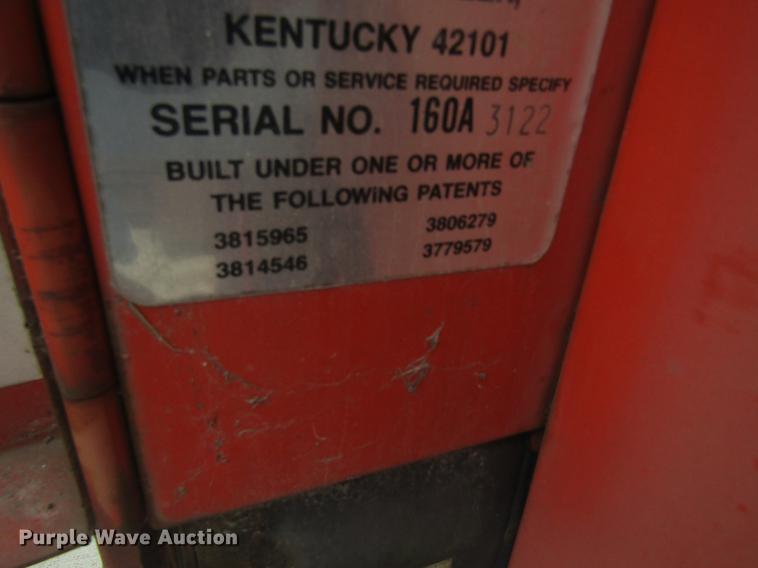 KENTUCKY 42101
WHEN PARTS OR SERVICE REQUIRED SPECIFY
SERIAL NO. 160A 3122
BUILT UNDER ONE OR MORE OF
THE FOLLOWING PATENTS
3815965 3806279
3814546 3779579
Purple Wave Auction